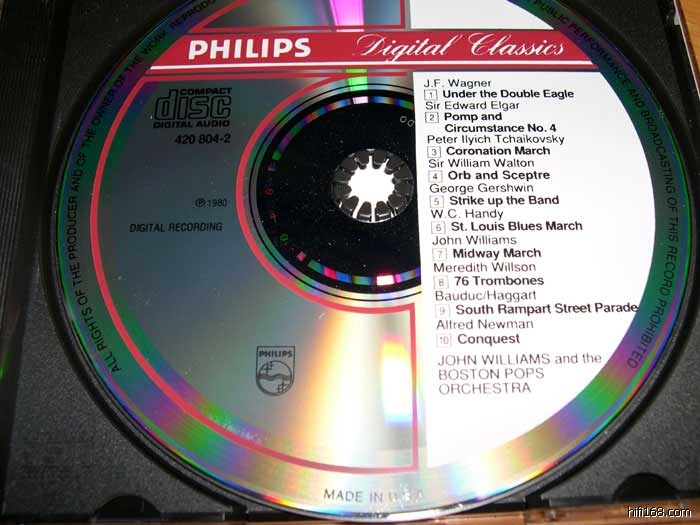 PHILIPS Digital Classics
COMPACT
disc
DIGITAL AUDIO
420 804-2
℗ 1980
DIGITAL RECORDING
J.F. Wagner
1 Under the Double Eagle
Sir Edward Elgar
2 Pomp and
Circumstance No. 4
Peter Ilyich Tchaikovsky
3 Coronation March
Sir William Walton
4 Orb and Sceptre
George Gershwin
5 Strike up the Band
W.C. Handy
6 St. Louis Blues March
John Williams
7 Midway March
Meredith Willson
8 76 Trombones
Bauduc/Haggart
9 South Rampart Street Parade
Alfred Newman
10 Conquest
JOHN WILLIAMS and the
BOSTON POPS
ORCHESTRA
PHILIPS
ALL RIGHTS OF THE PRODUCER AND OF THE OWNER OF THE WORK
PUBLIC PERFORMANCE AND BROADCASTING OF THIS RECORD PROHIBITED
MADE IN U.S.A.
hifi168.com